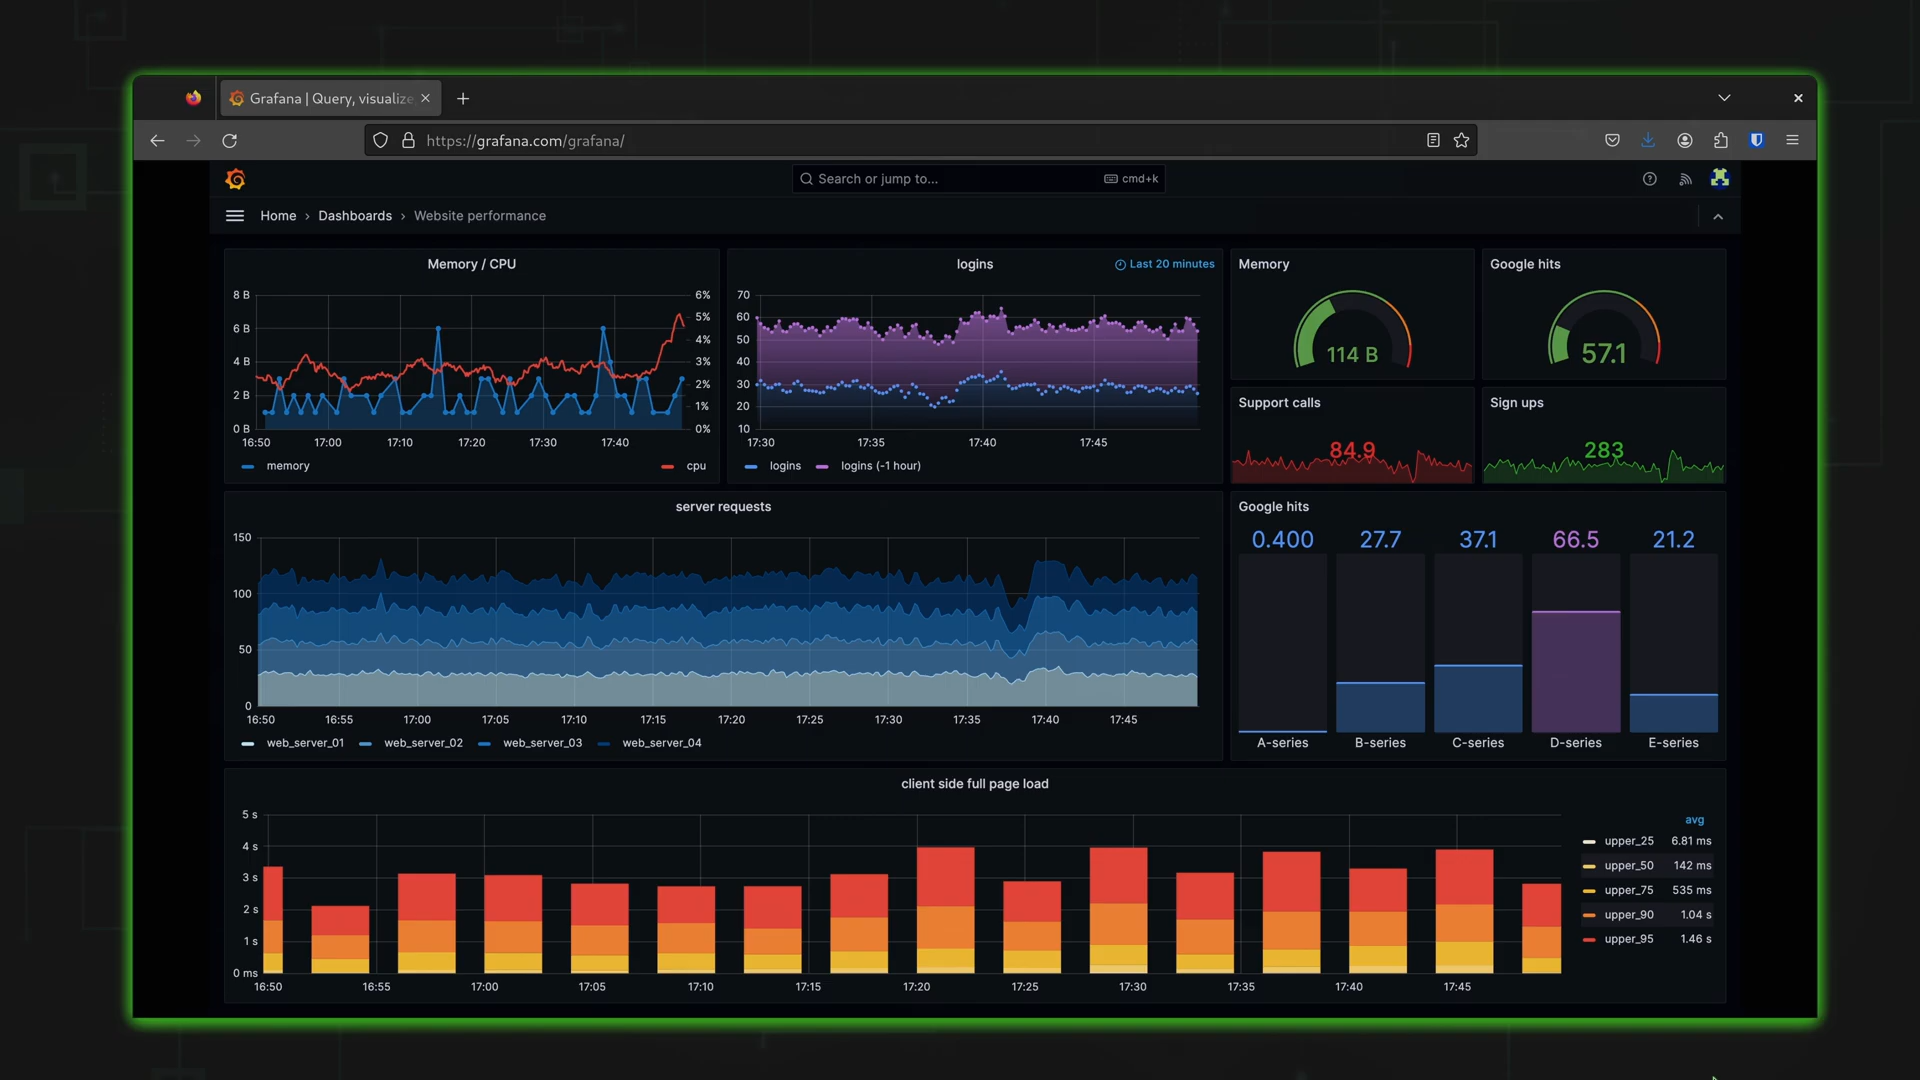 Grafana | Query, visualize
https://grafana.com/grafana/
Search or jump to...
cmd+k
Home › Dashboards › Website performance
Memory / CPU
8 B
6 B
4 B
2 B
0 B
6%
5%
4%
3%
2%
1%
0%
16:50 17:00 17:10 17:20 17:30 17:40
memory cpu
logins
Last 20 minutes
70
60
50
40
30
20
10
17:30 17:35 17:40 17:45
logins logins (-1 hour)
Memory
114 B
Google hits
57.1
Support calls
84.9
Sign ups
283
server requests
150
100
50
0
16:50 16:55 17:00 17:05 17:10 17:15 17:20 17:25 17:30 17:35 17:40 17:45
web_server_01 web_server_02 web_server_03 web_server_04
Google hits
0.400 27.7 37.1 66.5 21.2
A-series B-series C-series D-series E-series
client side full page load
5 s
4 s
3 s
2 s
1 s
0 ms
16:50 16:55 17:00 17:05 17:10 17:15 17:20 17:25 17:30 17:35 17:40 17:45
avg
upper_25 6.81 ms
upper_50 142 ms
upper_75 535 ms
upper_90 1.04 s
upper_95 1.46 s